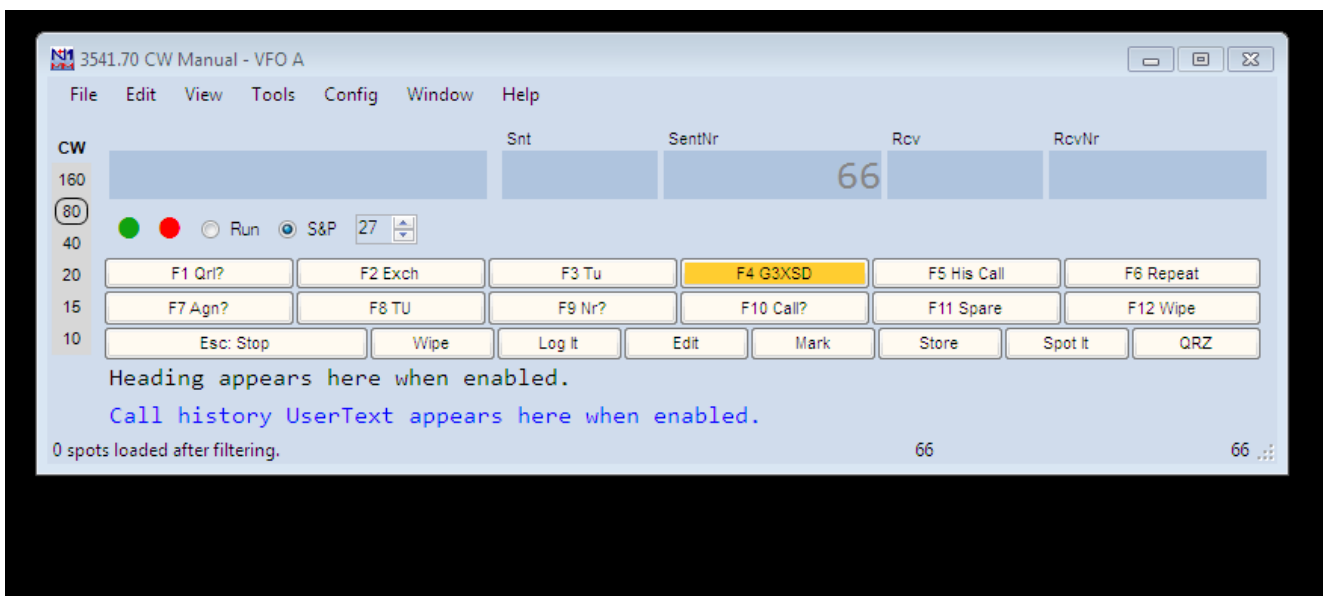 N1MM 3541.70 CW Manual - VFO A
File Edit View Tools Config Window Help
Snt SentNr Rcv RcvNr
CW
160 66
80 Run S&P 27
40
20 F1 Qrl? F2 Exch F3 Tu F4 G3XSD F5 His Call F6 Repeat
15 F7 Agn? F8 TU F9 Nr? F10 Call? F11 Spare F12 Wipe
10 Esc: Stop Wipe Log It Edit Mark Store Spot It QRZ
Heading appears here when enabled.
Call history UserText appears here when enabled.
0 spots loaded after filtering. 66 66